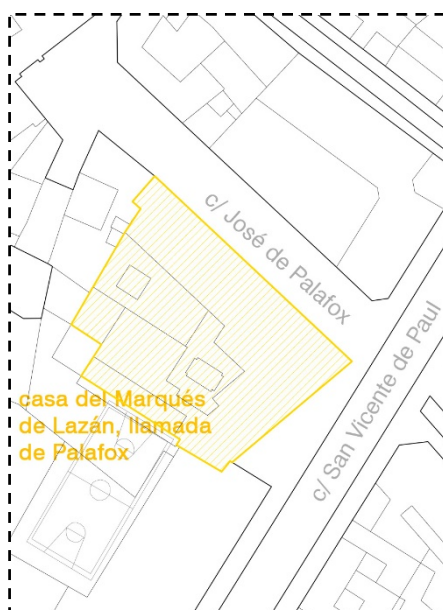 c/ José de Palafox
c/ San Vicente de Paul
casa del Marqués
de Lazán, llamada
de Palafox